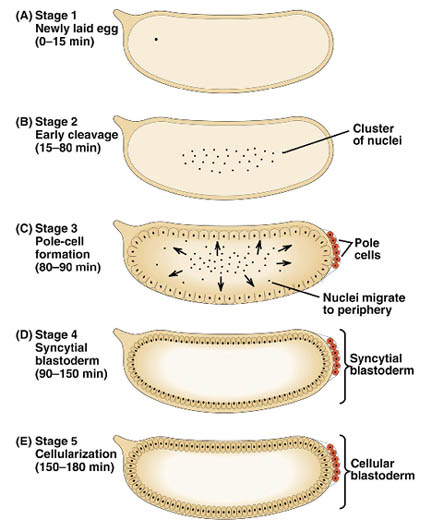 (A) Stage 1
Newly laid egg
(0–15 min)
(B) Stage 2
Early cleavage
(15–80 min)
Cluster
of nuclei
(C) Stage 3
Pole-cell
formation
(80–90 min)
Pole
cells
Nuclei migrate
to periphery
(D) Stage 4
Syncytial
blastoderm
(90–150 min)
Syncytial
blastoderm
(E) Stage 5
Cellularization
(150–180 min)
Cellular
blastoderm